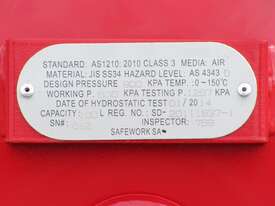 STANDARD: AS1210: 2010 CLASS 3 MEDIA: AIR
MATERIAL: JIS SS34 HAZARD LEVEL: AS 4343 D
DESIGN PRESSURE KPA TEMP: 0~150℃
WORKING P. KPA TESTING P. KPA
DATE OF HYDROSTATIC TEST 01/2014
CAPACITY: L REG. NO.: SD-
SN#: INSPECTOR:
SAFEWORK SA